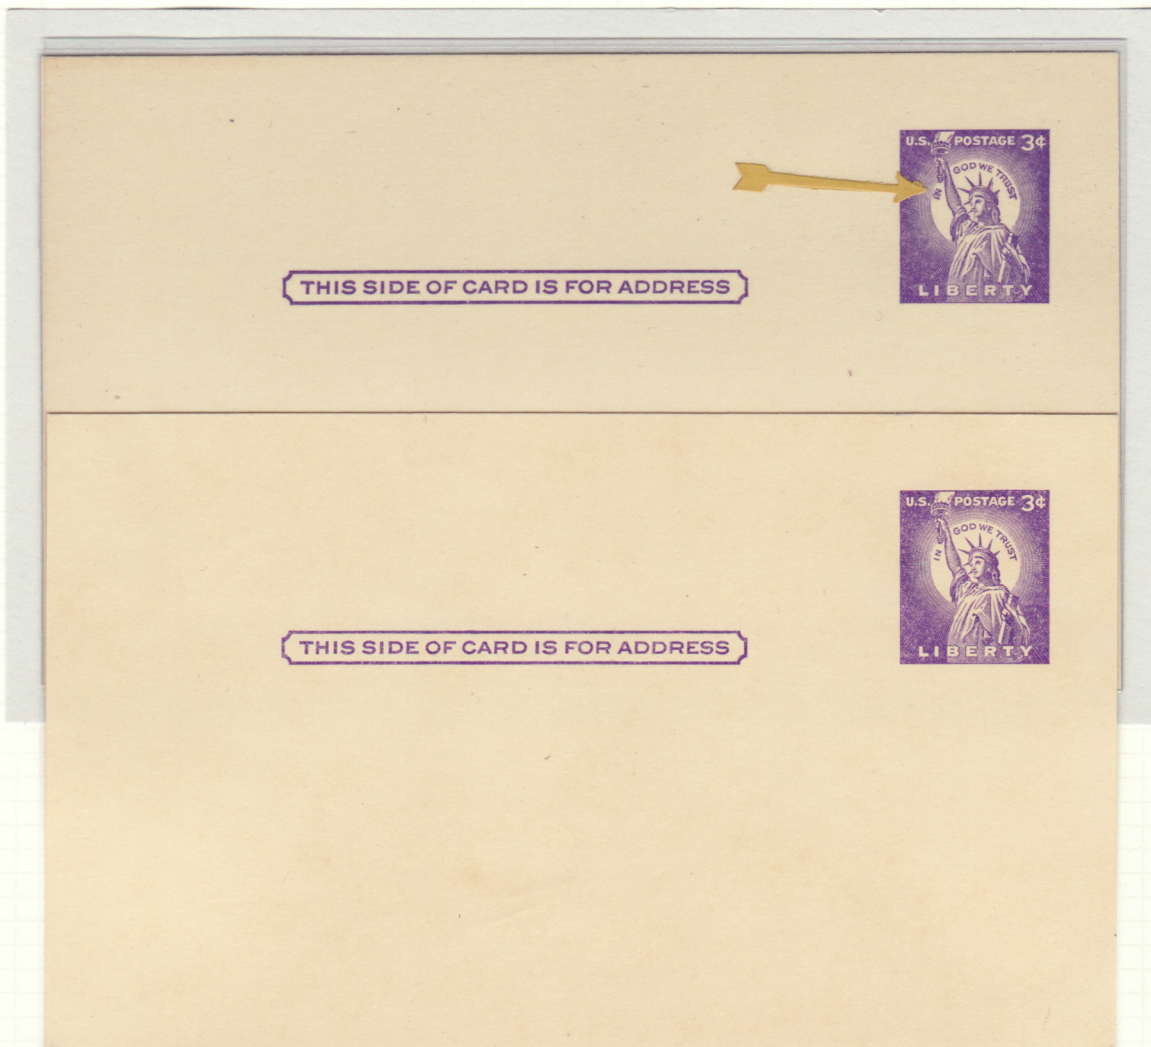 U.S. POSTAGE 3¢
IN GOD WE TRUST
THIS SIDE OF CARD IS FOR ADDRESS
LIBERTY
U.S. POSTAGE 3¢
IN GOD WE TRUST
THIS SIDE OF CARD IS FOR ADDRESS
LIBERTY